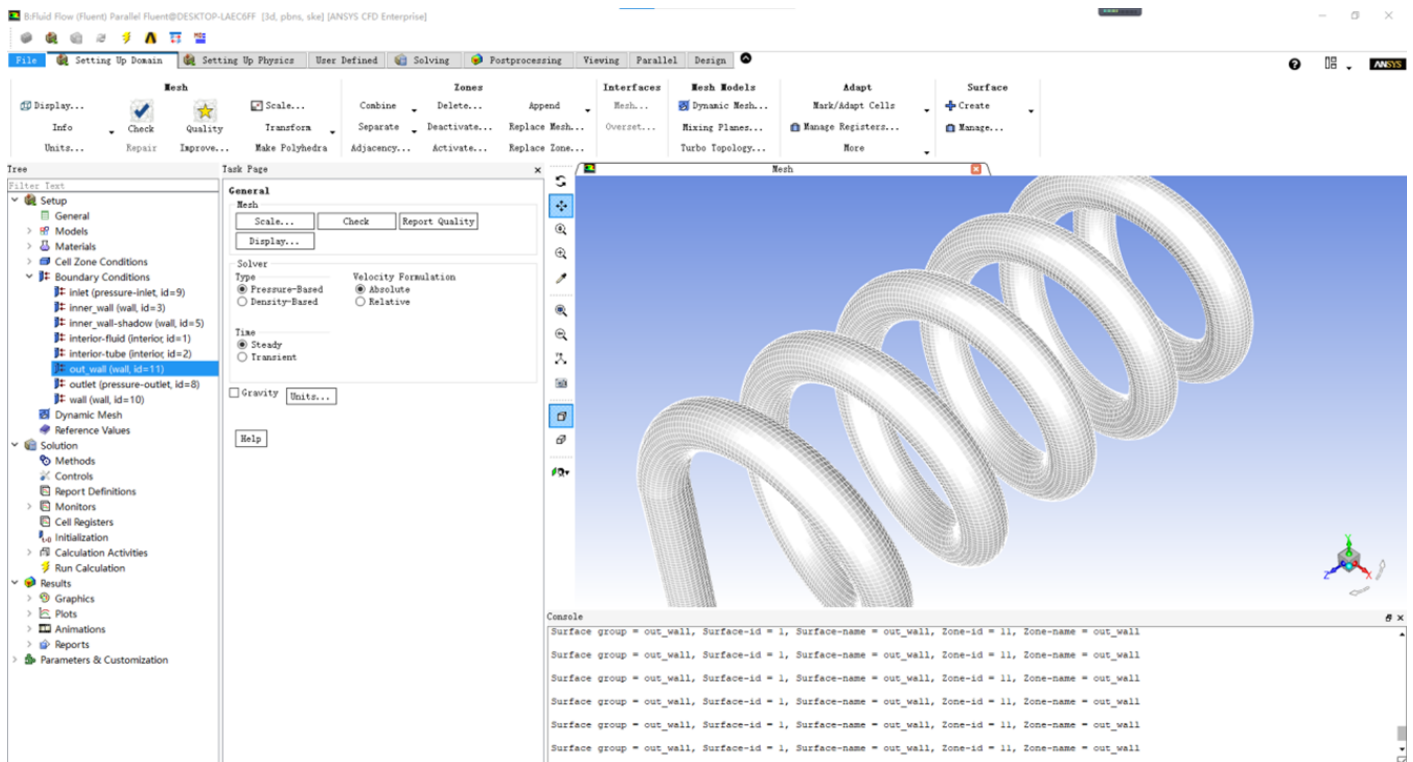 B:Fluid Flow (Fluent) Parallel Fluent@DESKTOP-LAEC6FF [3d, pbns, ske] [ANSYS CFD Enterprise]
File Setting Up Domain Setting Up Physics User Defined Solving Postprocessing Viewing Parallel Design
ANSYS
Mesh Zones Interfaces Mesh Models Adapt Surface
Display... Scale... Combine Delete... Append Mesh... Dynamic Mesh... Mark/Adapt Cells Create
Info Check Quality Transform Separate Deactivate... Replace Mesh... Overset... Mixing Planes... Manage Registers... Manage...
Units... Repair Improve... Make Polyhedra Adjacency... Activate... Replace Zone... Turbo Topology... More
Tree
Filter Text
Setup
General
Models
Materials
Cell Zone Conditions
Boundary Conditions
inlet (pressure-inlet, id=9)
inner_wall (wall, id=3)
inner_wall-shadow (wall, id=5)
interior-fluid (interior, id=1)
interior-tube (interior, id=2)
out_wall (wall, id=11)
outlet (pressure-outlet, id=8)
wall (wall, id=10)
Dynamic Mesh
Reference Values
Solution
Methods
Controls
Report Definitions
Monitors
Cell Registers
Initialization
Calculation Activities
Run Calculation
Results
Graphics
Plots
Animations
Reports
Parameters & Customization
Task Page
General
Mesh
Scale... Check Report Quality
Display...
Solver
Type Velocity Formulation
Pressure-Based Absolute
Density-Based Relative
Time
Steady
Transient
Gravity Units...
Help
Mesh
Y
Z X
Console
Surface group = out_wall, Surface-id = 1, Surface-name = out_wall, Zone-id = 11, Zone-name = out_wall
Surface group = out_wall, Surface-id = 1, Surface-name = out_wall, Zone-id = 11, Zone-name = out_wall
Surface group = out_wall, Surface-id = 1, Surface-name = out_wall, Zone-id = 11, Zone-name = out_wall
Surface group = out_wall, Surface-id = 1, Surface-name = out_wall, Zone-id = 11, Zone-name = out_wall
Surface group = out_wall, Surface-id = 1, Surface-name = out_wall, Zone-id = 11, Zone-name = out_wall
Surface group = out_wall, Surface-id = 1, Surface-name = out_wall, Zone-id = 11, Zone-name = out_wall